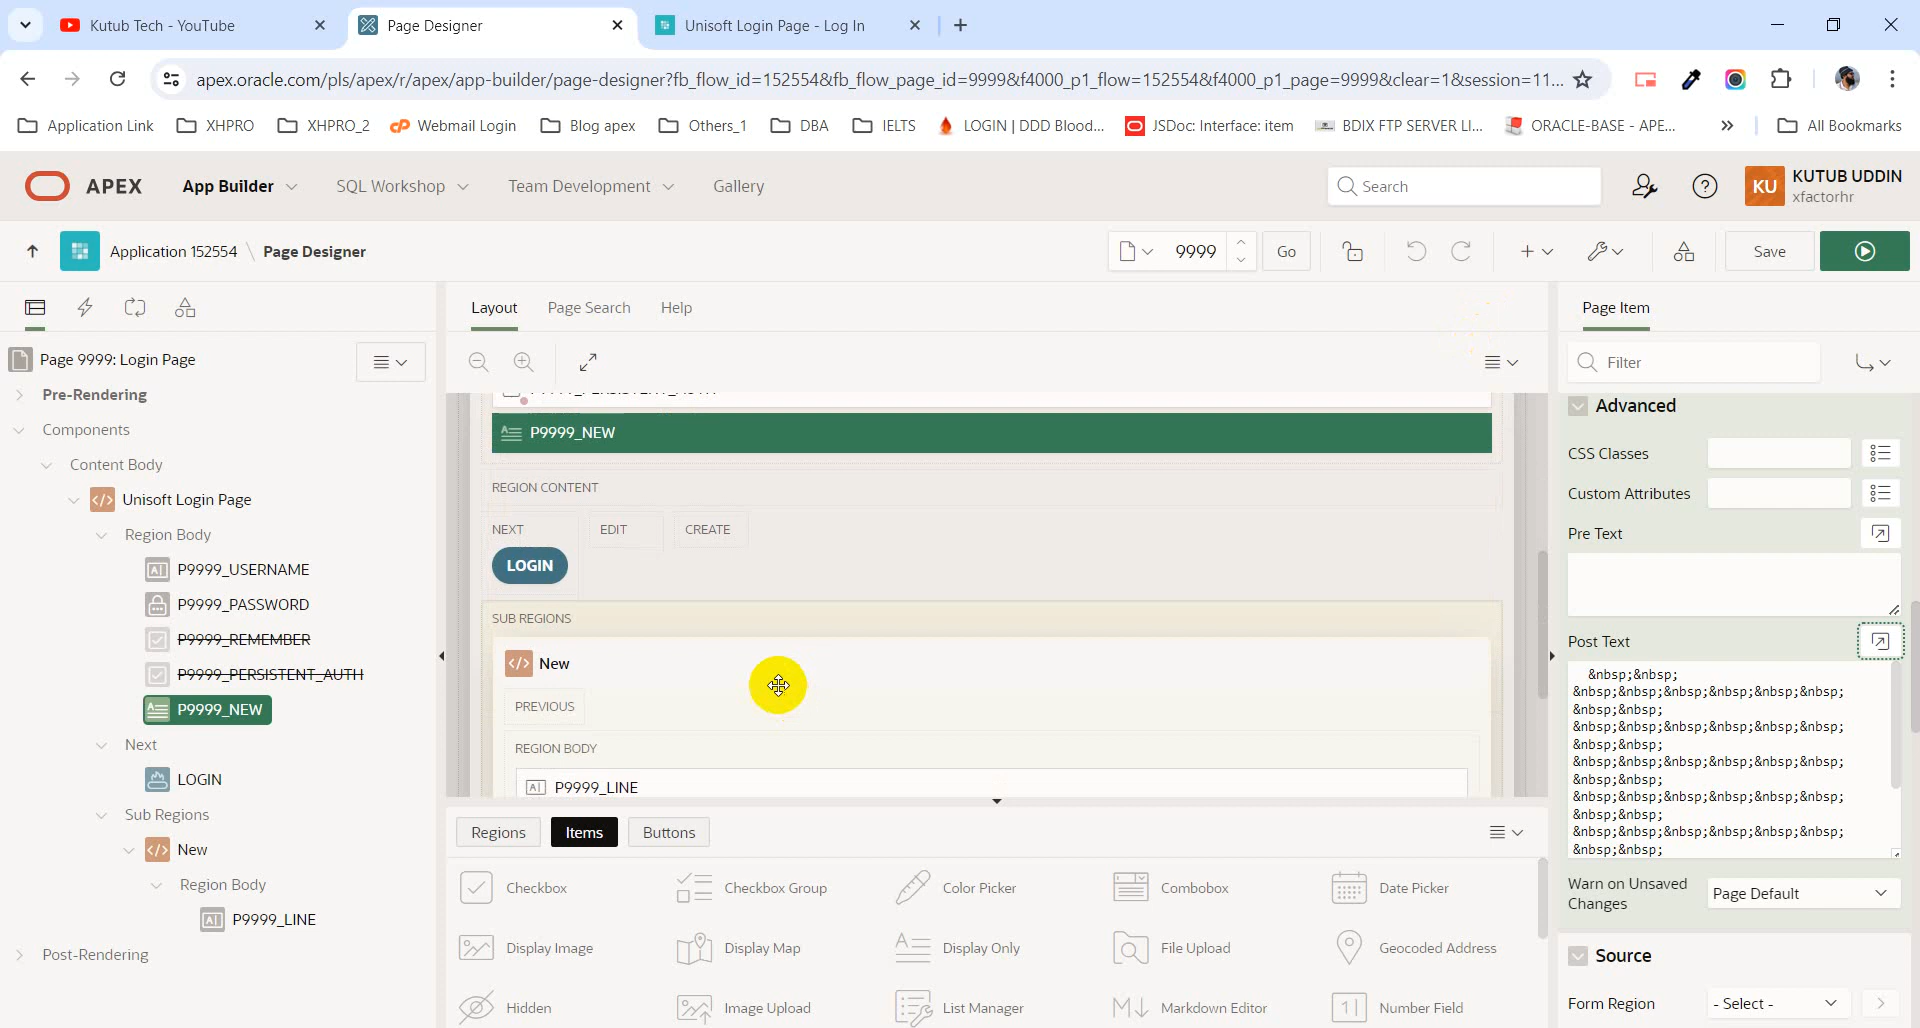 Kutub Tech - YouTube
Page Designer
Unisoft Login Page - Log In
apex.oracle.com/pls/apex/r/apex/app-builder/page-designer?fb_flow_id=152554&fb_flow_page_id=9999&f4000_p1_flow=152554&f4000_p1_page=9999&clear=1&session=11...
Application Link
XHPRO
XHPRO_2
Webmail Login
Blog apex
Others_1
DBA
IELTS
LOGIN | DDD Blood...
JSDoc: Interface: item
BDIX FTP SERVER LI...
ORACLE-BASE - APE...
All Bookmarks
APEX
App Builder
SQL Workshop
Team Development
Gallery
Search
KU
KUTUB UDDIN
xfactorhr
Application 152554 \ Page Designer
9999
Go
Save
Layout
Page Search
Help
Page Item
Page 9999: Login Page
Pre-Rendering
Components
Content Body
Unisoft Login Page
Region Body
P9999_USERNAME
P9999_PASSWORD
P9999_REMEMBER
P9999_PERSISTENT_AUTH
P9999_NEW
Next
LOGIN
Sub Regions
New
Region Body
P9999_LINE
Post-Rendering
P9999_NEW
REGION CONTENT
NEXT
EDIT
CREATE
LOGIN
SUB REGIONS
New
PREVIOUS
REGION BODY
P9999_LINE
Regions
Items
Buttons
Checkbox
Checkbox Group
Color Picker
Combobox
Date Picker
Display Image
Display Map
Display Only
File Upload
Geocoded Address
Hidden
Image Upload
List Manager
Markdown Editor
Number Field
Filter
Advanced
CSS Classes
Custom Attributes
Pre Text
Post Text
&nbsp;&nbsp;
&nbsp;&nbsp;&nbsp;&nbsp;&nbsp;&nbsp;
&nbsp;&nbsp;
&nbsp;&nbsp;&nbsp;&nbsp;&nbsp;&nbsp;
&nbsp;&nbsp;
&nbsp;&nbsp;&nbsp;&nbsp;&nbsp;&nbsp;
&nbsp;&nbsp;
&nbsp;&nbsp;&nbsp;&nbsp;&nbsp;&nbsp;
&nbsp;&nbsp;
&nbsp;&nbsp;&nbsp;&nbsp;&nbsp;&nbsp;
&nbsp;&nbsp;
Warn on Unsaved Changes
Page Default
Source
Form Region
- Select -